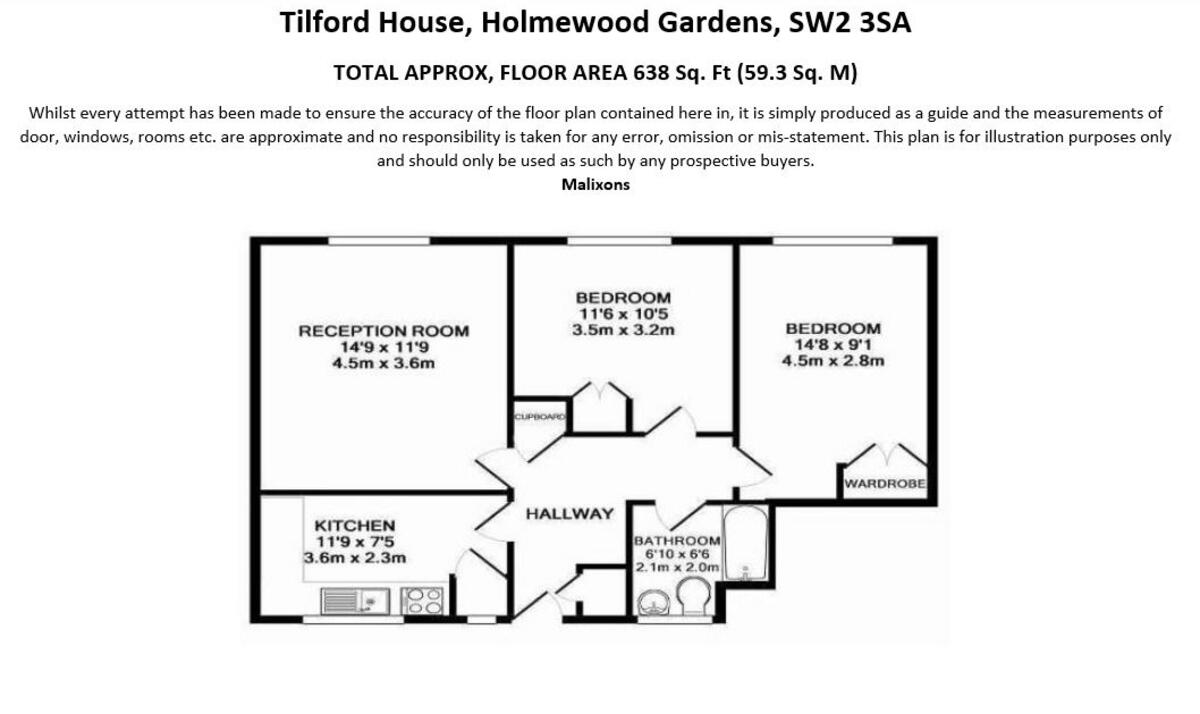 Tilford House, Holmewood Gardens, SW2 3SA
TOTAL APPROX, FLOOR AREA 638 Sq. Ft (59.3 Sq. M)
Whilst every attempt has been made to ensure the accuracy of the floor plan contained here in, it is simply produced as a guide and the measurements of
door, windows, rooms etc. are approximate and no responsibility is taken for any error, omission or mis-statement. This plan is for illustration purposes only
and should only be used as such by any prospective buyers.
Malixons
RECEPTION ROOM
14'9 x 11'9
4.5m x 3.6m
BEDROOM
11'6 x 10'5
3.5m x 3.2m
BEDROOM
14'8 x 9'1
4.5m x 2.8m
CUPBOARD
WARDROBE
HALLWAY
KITCHEN
11'9 x 7'5
3.6m x 2.3m
BATHROOM
6'10 x 6'6
2.1m x 2.0m